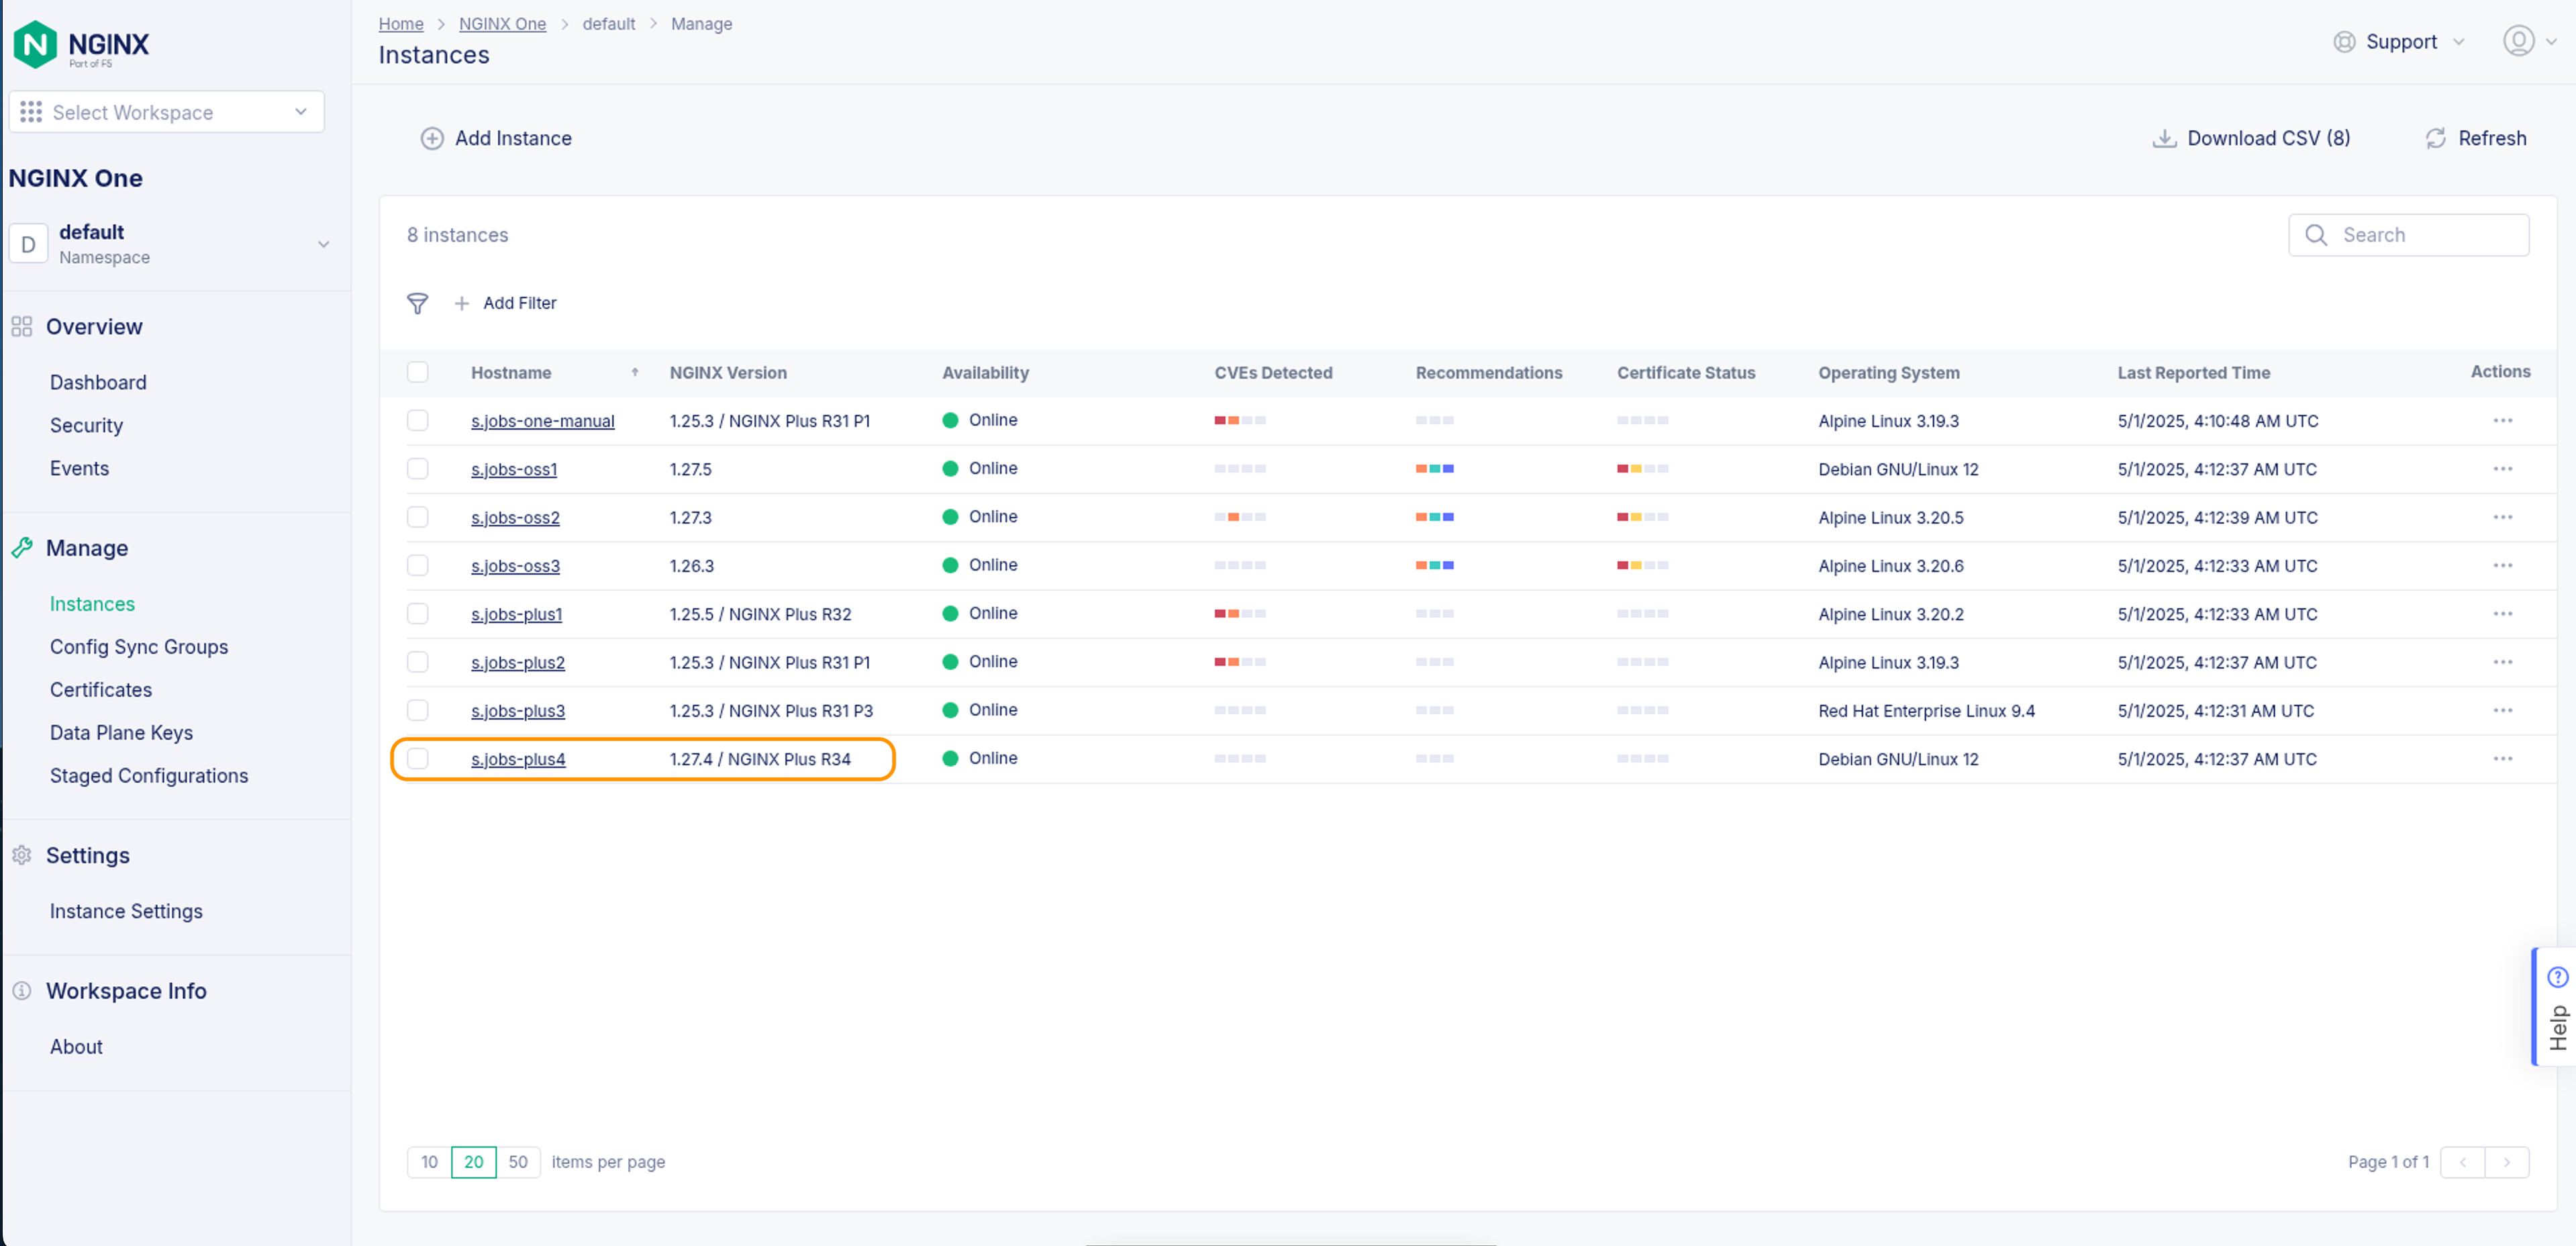 NGINX
Part of F5
Select Workspace
NGINX One
D
default
Namespace
Overview
Dashboard
Security
Events
Manage
Instances
Config Sync Groups
Certificates
Data Plane Keys
Staged Configurations
Settings
Instance Settings
Workspace Info
About
Home > NGINX One > default > Manage
Instances
Support
Add Instance
Download CSV (8)
Refresh
8 instances
Search
Add Filter
Hostname NGINX Version Availability CVEs Detected Recommendations Certificate Status Operating System Last Reported Time Actions
s.jobs-one-manual 1.25.3 / NGINX Plus R31 P1 Online Alpine Linux 3.19.3 5/1/2025, 4:10:48 AM UTC
s.jobs-oss1 1.27.5 Online Debian GNU/Linux 12 5/1/2025, 4:12:37 AM UTC
s.jobs-oss2 1.27.3 Online Alpine Linux 3.20.5 5/1/2025, 4:12:39 AM UTC
s.jobs-oss3 1.26.3 Online Alpine Linux 3.20.6 5/1/2025, 4:12:33 AM UTC
s.jobs-plus1 1.25.5 / NGINX Plus R32 Online Alpine Linux 3.20.2 5/1/2025, 4:12:33 AM UTC
s.jobs-plus2 1.25.3 / NGINX Plus R31 P1 Online Alpine Linux 3.19.3 5/1/2025, 4:12:37 AM UTC
s.jobs-plus3 1.25.3 / NGINX Plus R31 P3 Online Red Hat Enterprise Linux 9.4 5/1/2025, 4:12:31 AM UTC
s.jobs-plus4 1.27.4 / NGINX Plus R34 Online Debian GNU/Linux 12 5/1/2025, 4:12:37 AM UTC
Help
10 20 50 items per page
Page 1 of 1